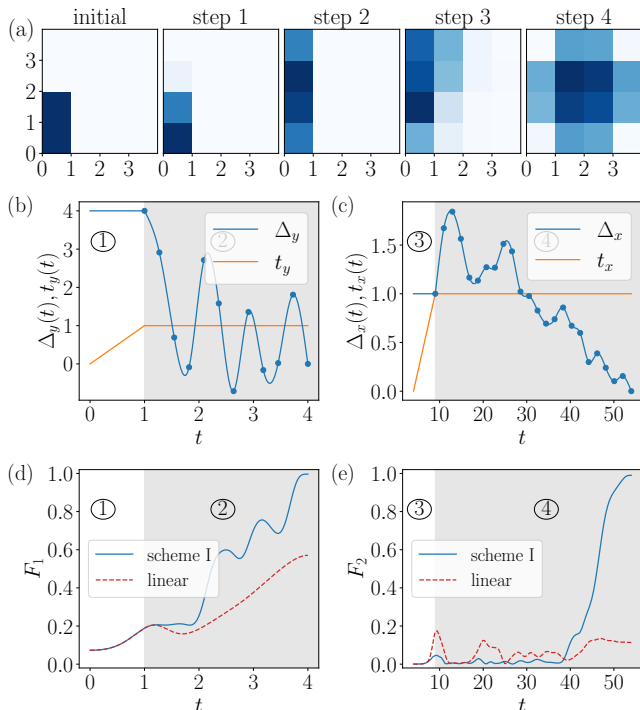 initial step 1 step 2 step 3 step 4
(a)
4
3
2
1
0
0 1 2 3 0 1 2 3 0 1 2 3 0 1 2 3 0 1 2 3
(b)
Δy(t), ty(t)
4
3
2
1
0
① ②
Δy
ty
0 1 2 3 4
t
(c)
Δx(t), tx(t)
1.5
1.0
0.5
0.0
③ ④
Δx
tx
10 20 30 40 50
t
(d)
F1
1.0
0.8
0.6
0.4
0.2
0.0
① ②
scheme I
linear
0 1 2 3 4
t
(e)
F2
1.0
0.8
0.6
0.4
0.2
0.0
③ ④
scheme I
linear
10 20 30 40 50
t